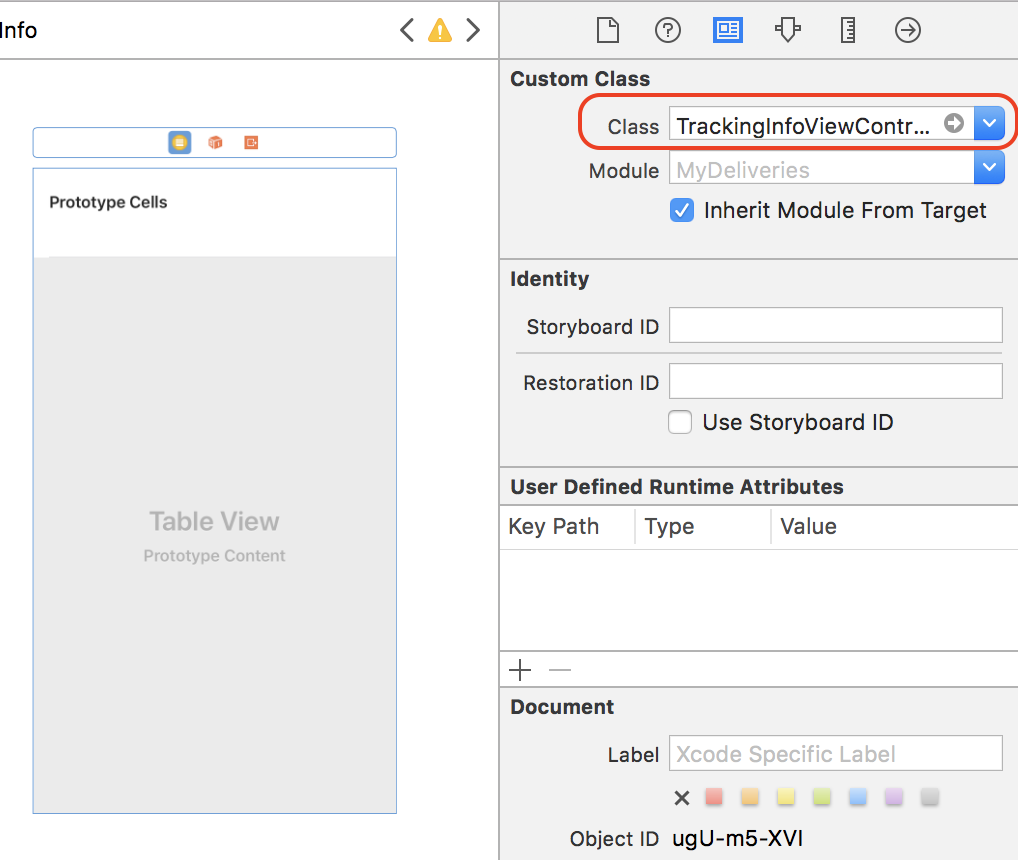 Info
Custom Class
Class TrackingInfoViewContr...
Module MyDeliveries
Inherit Module From Target
Prototype Cells
Identity
Storyboard ID
Restoration ID
Use Storyboard ID
User Defined Runtime Attributes
Key Path Type Value
Table View
Prototype Content
Document
Label Xcode Specific Label
Object ID ugU-m5-XVI